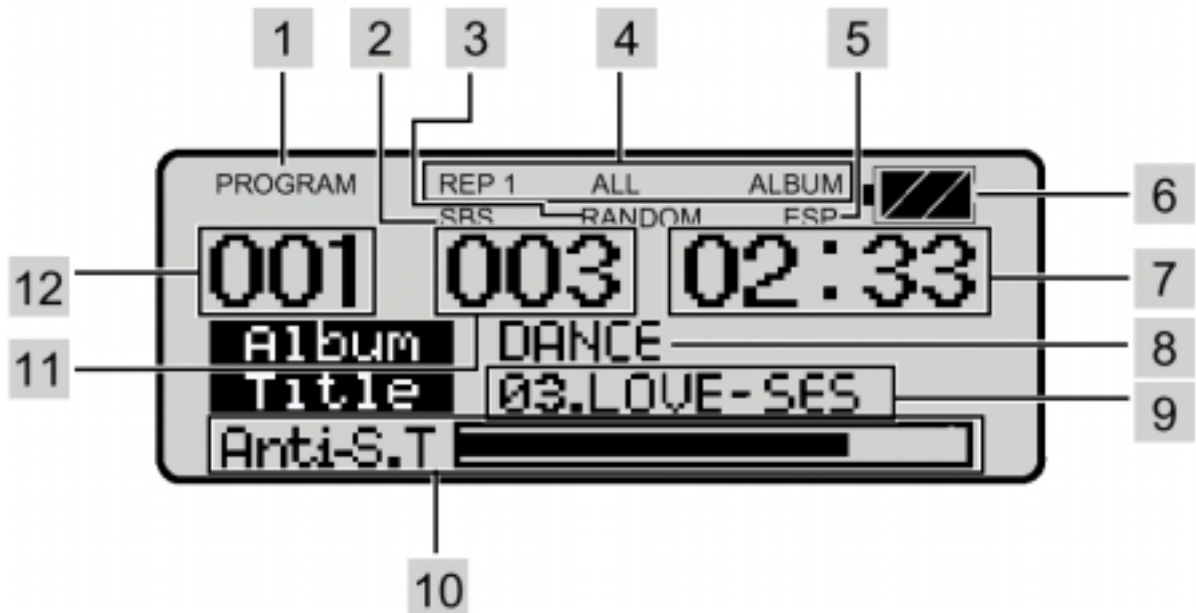 1 2 3 4 5
PROGRAM REP 1 ALL ALBUM
6
SBS RANDOM ESP
12 001 003 02:33 7
Album DANCE 8
11
Title 03.LOVE-SES 9
Anti-S.T
10